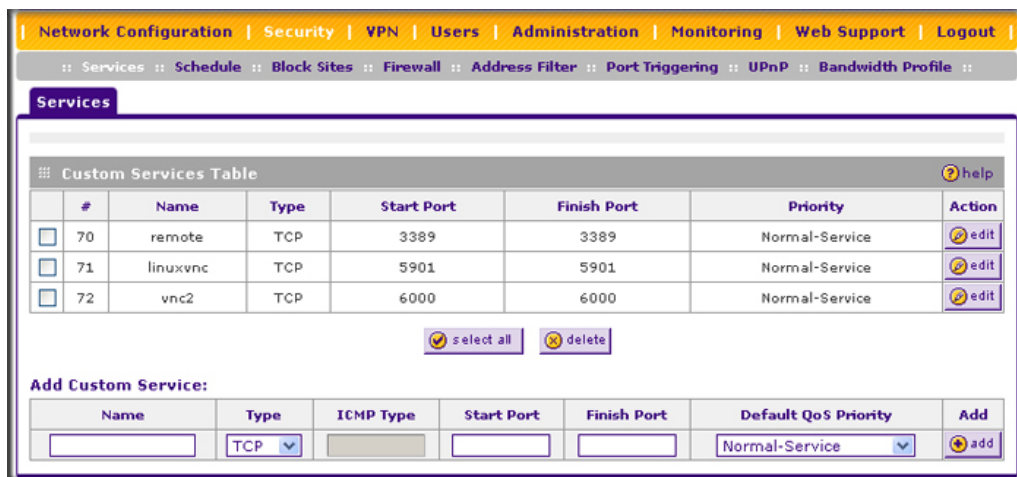 | Network Configuration | Security | VPN | Users | Administration | Monitoring | Web Support | Logout |
:: Services :: Schedule :: Block Sites :: Firewall :: Address Filter :: Port Triggering :: UPnP :: Bandwidth Profile ::
Services
Custom Services Table ? help
# Name Type Start Port Finish Port Priority Action
70 remote TCP 3389 3389 Normal-Service edit
71 linuxvnc TCP 5901 5901 Normal-Service edit
72 vnc2 TCP 6000 6000 Normal-Service edit
select all delete
Add Custom Service:
Name Type ICMP Type Start Port Finish Port Default QoS Priority Add
TCP Normal-Service add